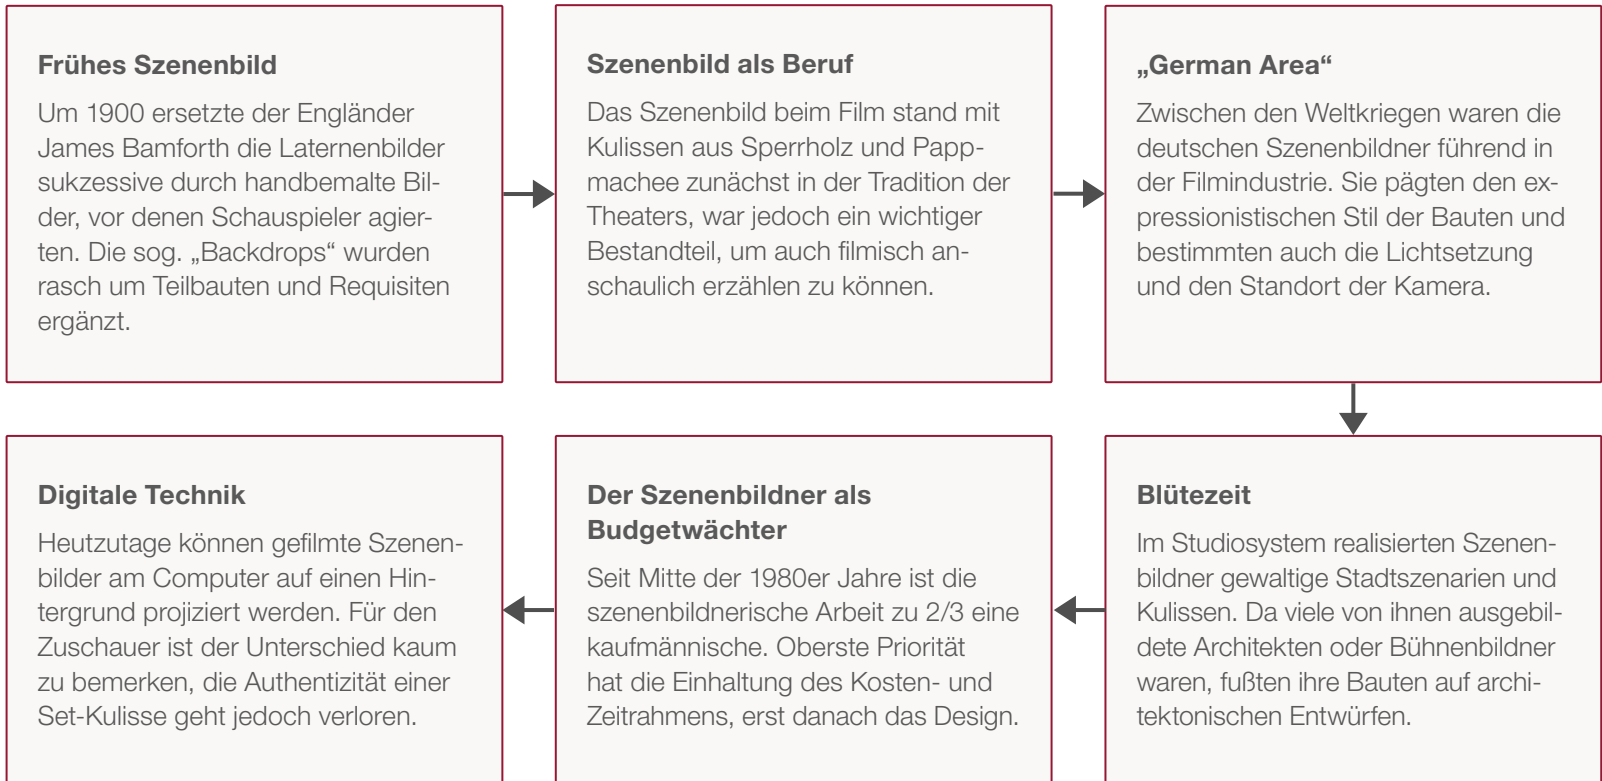 Frühes Szenenbild
Um 1900 ersetzte der Engländer
James Bamforth die Laternenbilder
sukzessive durch handbemalte Bil-
der, vor denen Schauspieler agier-
ten. Die sog. „Backdrops“ wurden
rasch um Teilbauten und Requisiten
ergänzt.
Szenenbild als Beruf
Das Szenenbild beim Film stand mit
Kulissen aus Sperrholz und Papp-
machee zunächst in der Tradition der
Theaters, war jedoch ein wichtiger
Bestandteil, um auch filmisch an-
schaulich erzählen zu können.
„German Area“
Zwischen den Weltkriegen waren die
deutschen Szenenbildner führend in
der Filmindustrie. Sie pägten den ex-
pressionistischen Stil der Bauten und
bestimmten auch die Lichtsetzung
und den Standort der Kamera.
Blütezeit
Im Studiosystem realisierten Szenen-
bildner gewaltige Stadtszenarien und
Kulissen. Da viele von ihnen ausgebil-
dete Architekten oder Bühnenbildner
waren, fußten ihre Bauten auf archi-
tektonischen Entwürfen.
Der Szenenbildner als
Budgetwächter
Seit Mitte der 1980er Jahre ist die
szenenbildnerische Arbeit zu 2/3 eine
kaufmännische. Oberste Priorität
hat die Einhaltung des Kosten- und
Zeitrahmens, erst danach das Design.
Digitale Technik
Heutzutage können gefilmte Szenen-
bilder am Computer auf einen Hin-
tergrund projiziert werden. Für den
Zuschauer ist der Unterschied kaum
zu bemerken, die Authentizität einer
Set-Kulisse geht jedoch verloren.